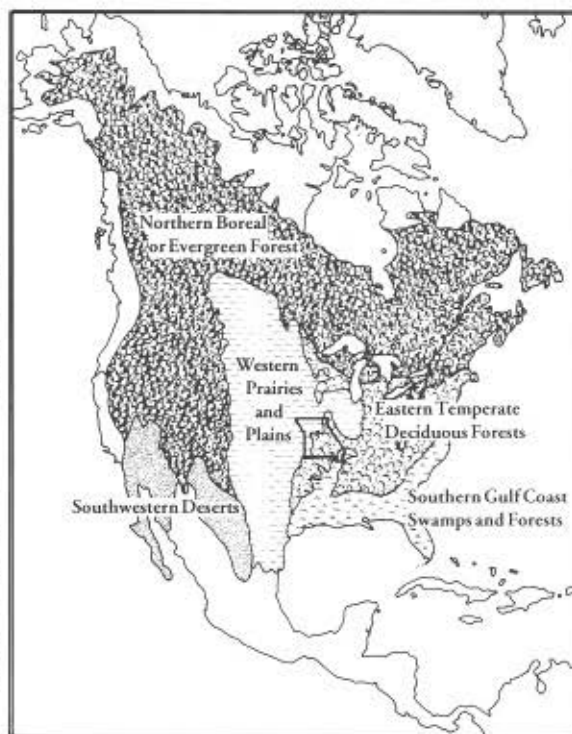 Northern Boreal
or Evergreen Forest
Western
Prairies
and
Plains
Eastern Temperate
Deciduous Forests
Southwestern Deserts
Southern Gulf Coast
Swamps and Forests